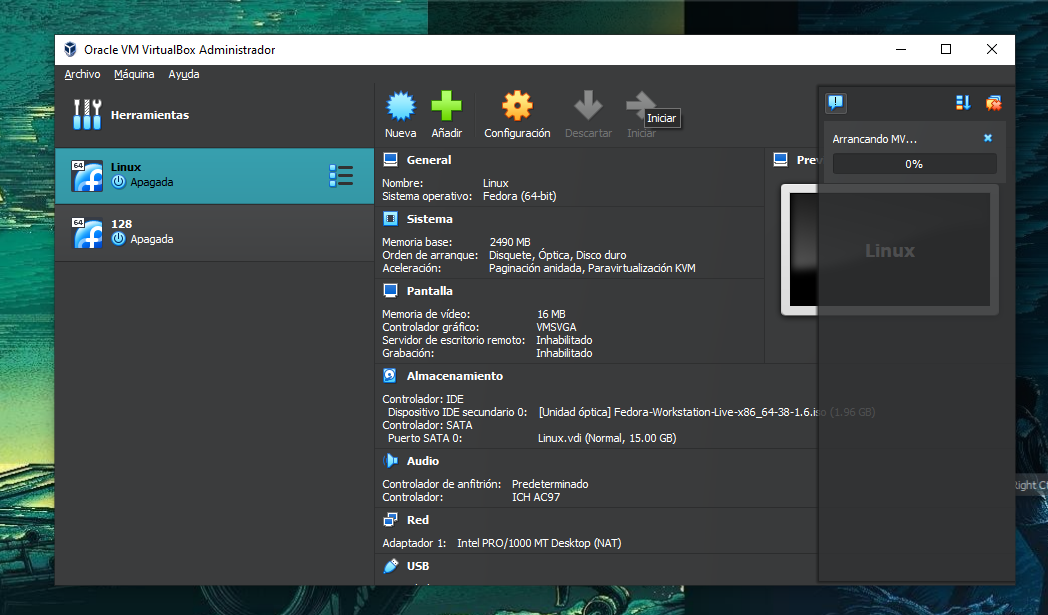 Oracle VM VirtualBox Administrador
Archivo Máquina Ayuda
Herramientas
Nueva Añadir Configuración Descartar Iniciar
Iniciar
Arrancando MV...
0%
64
Linux
Apagada
64
128
Apagada
General
Nombre: Linux
Sistema operativo: Fedora (64-bit)
Sistema
Memoria base: 2490 MB
Orden de arranque: Disquete, Óptica, Disco duro
Aceleración: Paginación anidada, Paravirtualización KVM
Pantalla
Memoria de vídeo: 16 MB
Controlador gráfico: VMSVGA
Servidor de escritorio remoto: Inhabilitado
Grabación: Inhabilitado
Prev
Linux
Almacenamiento
Controlador: IDE
Dispositivo IDE secundario 0: [Unidad óptica] Fedora-Workstation-Live-x86_64-38-1.6.iso (1.96 GB)
Controlador: SATA
Puerto SATA 0: Linux.vdi (Normal, 15.00 GB)
Audio
Controlador de anfitrión: Predeterminado
Controlador: ICH AC97
Red
Adaptador 1: Intel PRO/1000 MT Desktop (NAT)
USB
Right C